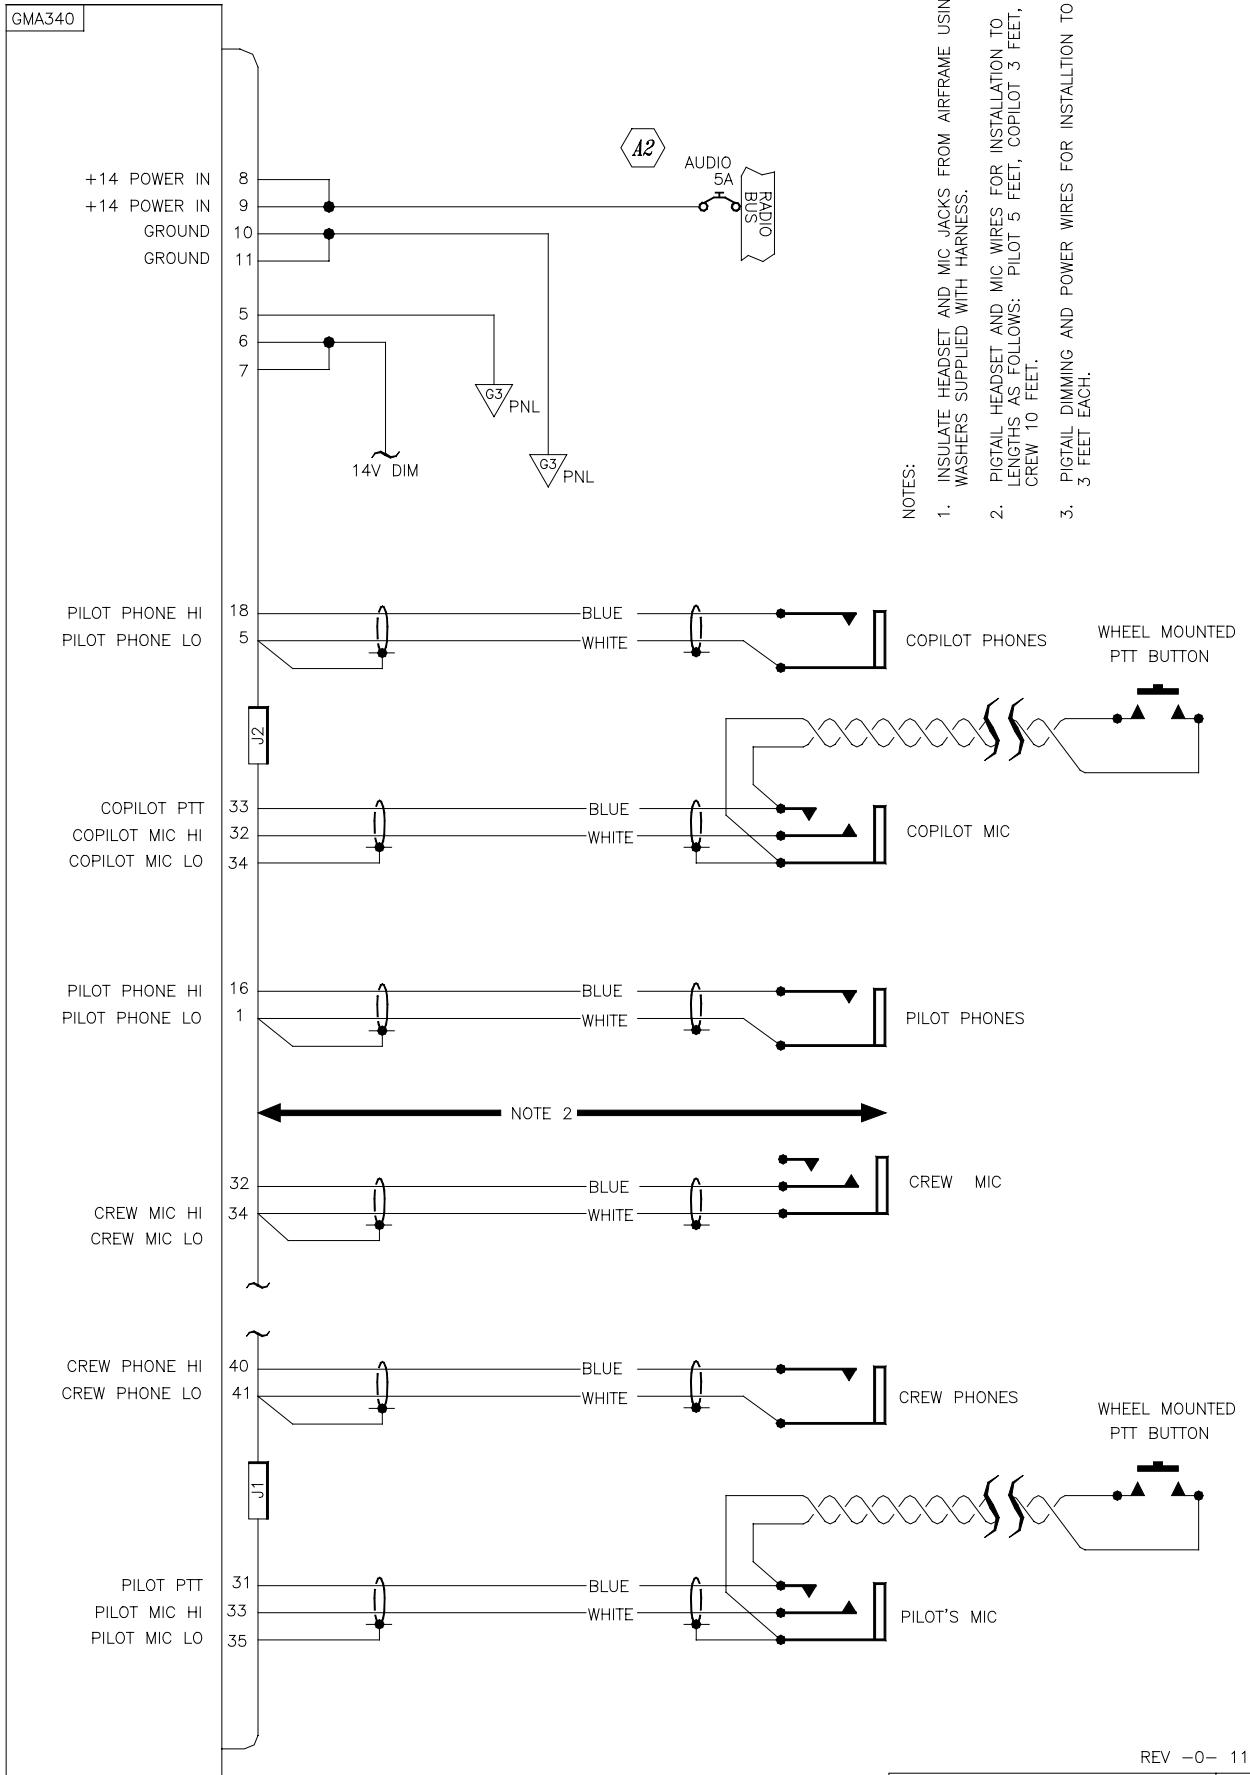 GMA340
+14 POWER IN 8
+14 POWER IN 9
GROUND 10
GROUND 11
5
6
7
A2
AUDIO
5A
RADIO
BUS
G3 PNL
G3 PNL
14V DIM
NOTES:
1. INSULATE HEADSET AND MIC JACKS FROM AIRFRAME USIN
WASHERS SUPPLIED WITH HARNESS.
2. PIGTAIL HEADSET AND MIC WIRES FOR INSTALLATION TO
LENGTHS AS FOLLOWS: PILOT 5 FEET, COPILOT 3 FEET,
CREW 10 FEET.
3. PIGTAIL DIMMING AND POWER WIRES FOR INSTALLTION TO
3 FEET EACH.
PILOT PHONE HI 18 BLUE
PILOT PHONE LO 5 WHITE
COPILOT PHONES
WHEEL MOUNTED
PTT BUTTON
J2
COPILOT PTT 33 BLUE
COPILOT MIC HI 32 WHITE
COPILOT MIC LO 34
COPILOT MIC
PILOT PHONE HI 16 BLUE
PILOT PHONE LO 1 WHITE
PILOT PHONES
NOTE 2
32 BLUE
CREW MIC HI 34 WHITE
CREW MIC LO
CREW MIC
CREW PHONE HI 40 BLUE
CREW PHONE LO 41 WHITE
CREW PHONES
WHEEL MOUNTED
PTT BUTTON
J1
PILOT PTT 31 BLUE
PILOT MIC HI 33 WHITE
PILOT MIC LO 35
PILOT'S MIC
REV -0- 11